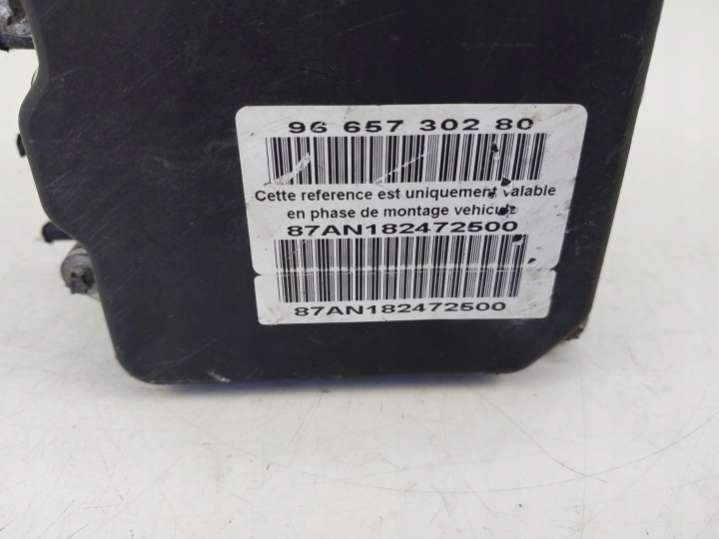 96 657 302 80
Cette reference est uniquement valable
en phase de montage vehicule
87AN182472500
87AN182472500